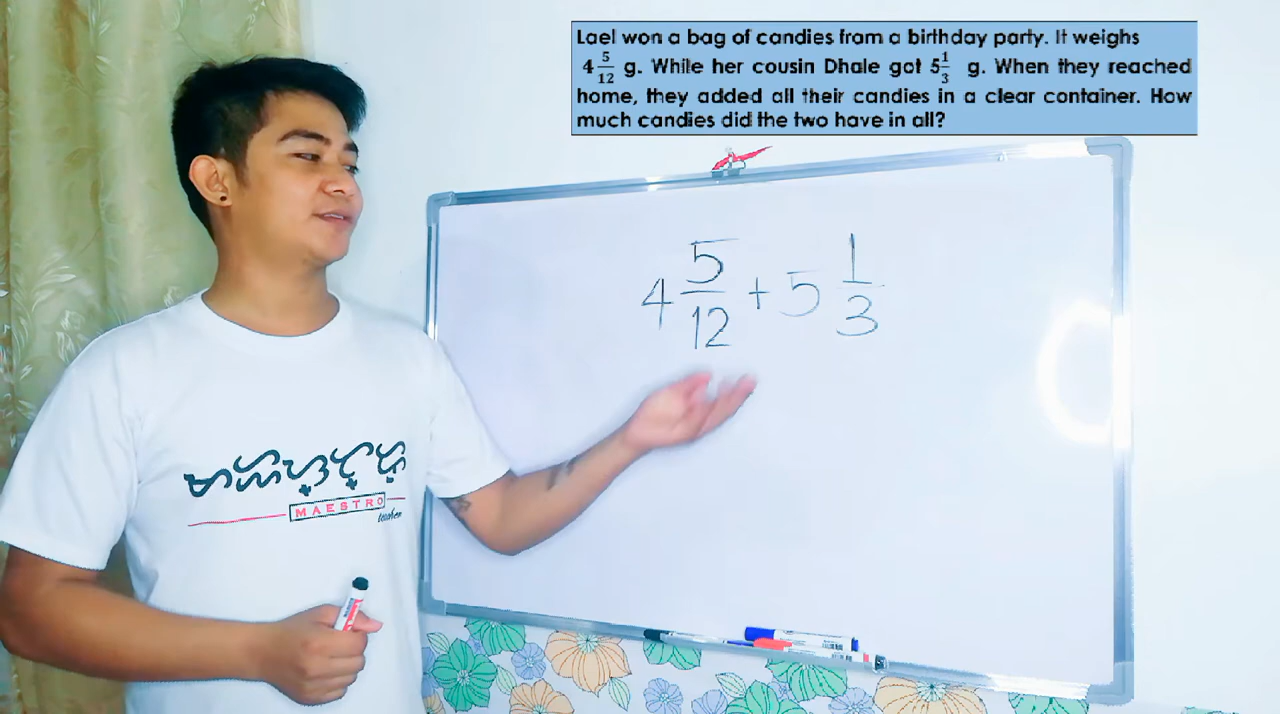 Lael won a bag of candies from a birthday party. It weighs
4 5/12 g. While her cousin Dhale got 5 1/3 g. When they reached
home, they added all their candies in a clear container. How
much candies did the two have in all?
4 5/12 + 5 1/3
MAESTRO
teacher